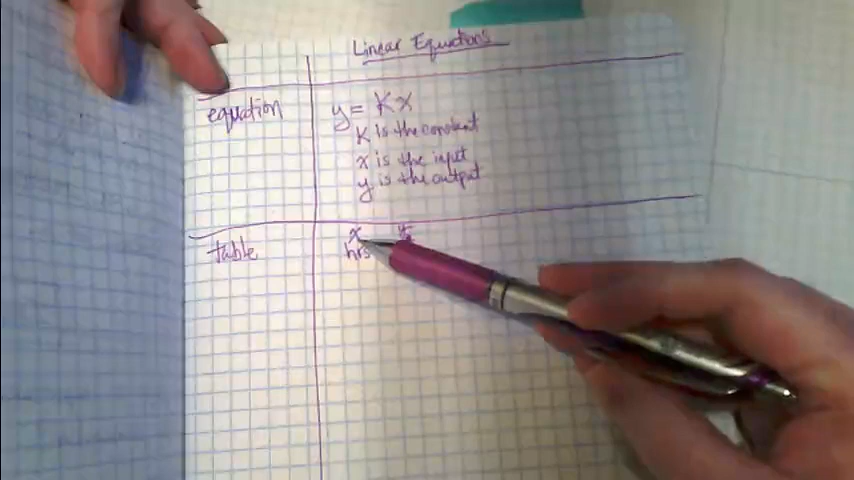 Linear Equations
equation
y = Kx
K is the constant
x is the input
y is the output
table
x
hrs